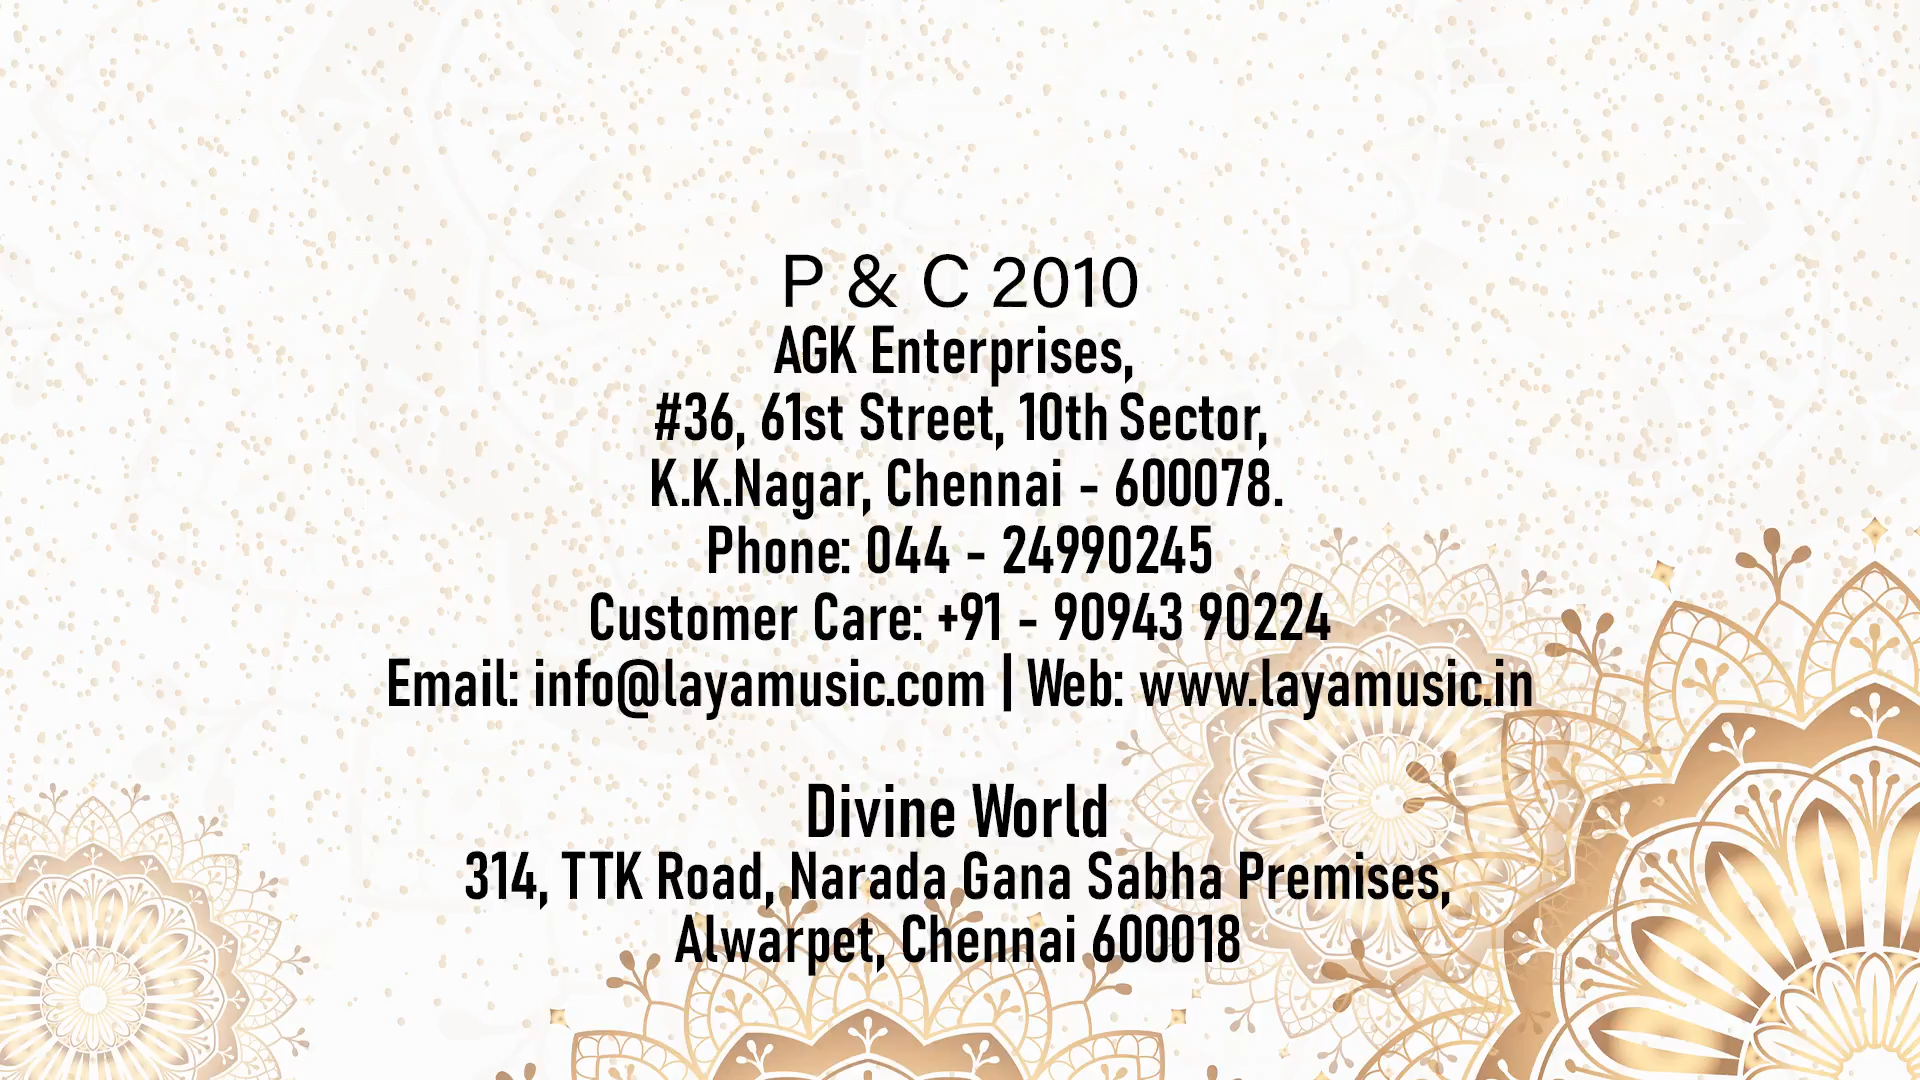 P & C 2010
AGK Enterprises,
#36, 61st Street, 10th Sector,
K.K.Nagar, Chennai - 600078.
Phone: 044 - 24990245
Customer Care: +91 - 90943 90224
Email: info@layamusic.com | Web: www.layamusic.in
Divine World
314, TTK Road, Narada Gana Sabha Premises,
Alwarpet, Chennai 600018